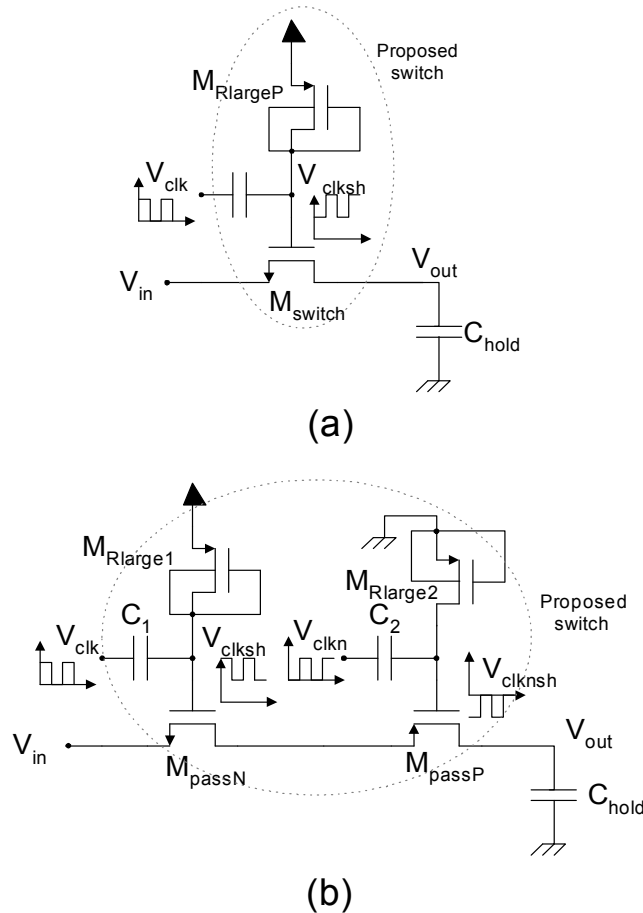 Proposed
switch
M_RlargeP
V_clk
V_clksh
V_in
V_out
M_switch
C_hold
(a)
M_Rlarge1
M_Rlarge2
Proposed
switch
C_1
C_2
V_clk
V_clksh
V_clkn
V_clknsh
V_in
V_out
M_passN
M_passP
C_hold
(b)